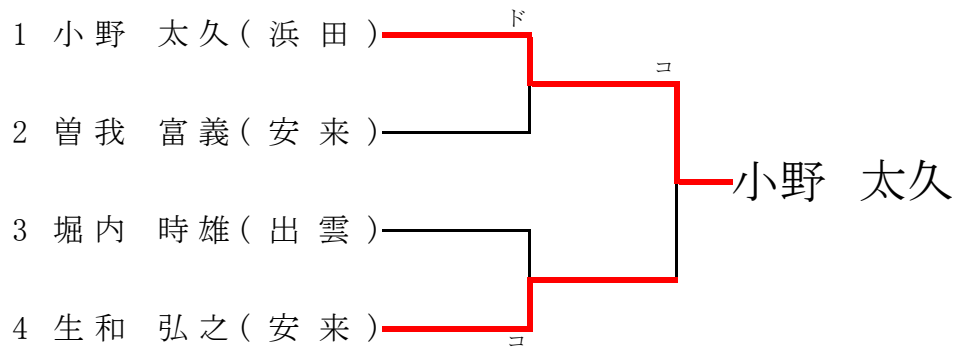 ド
1 小野 太久(浜田)
コ
2 曽我 富義(安来)
小野 太久
3 堀内 時雄(出雲)
4 生和 弘之(安来)
コ